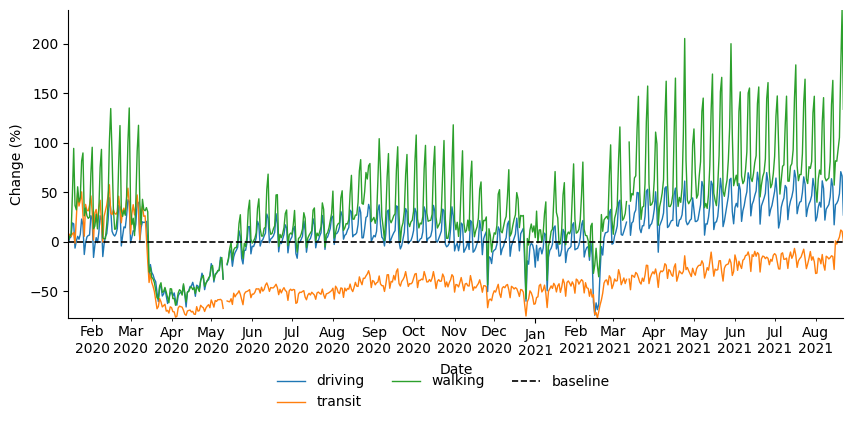 Change (%)
200
150
100
50
0
−50
Feb Mar Apr May Jun Jul Aug Sep Oct Nov Dec Jan Feb Mar Apr May Jun Jul Aug
2020 2020 2020 2020 2020 2020 2020 2020 2020 2020 2020 2021 2021 2021 2021 2021 2021 2021 2021
Date
driving walking baseline
transit